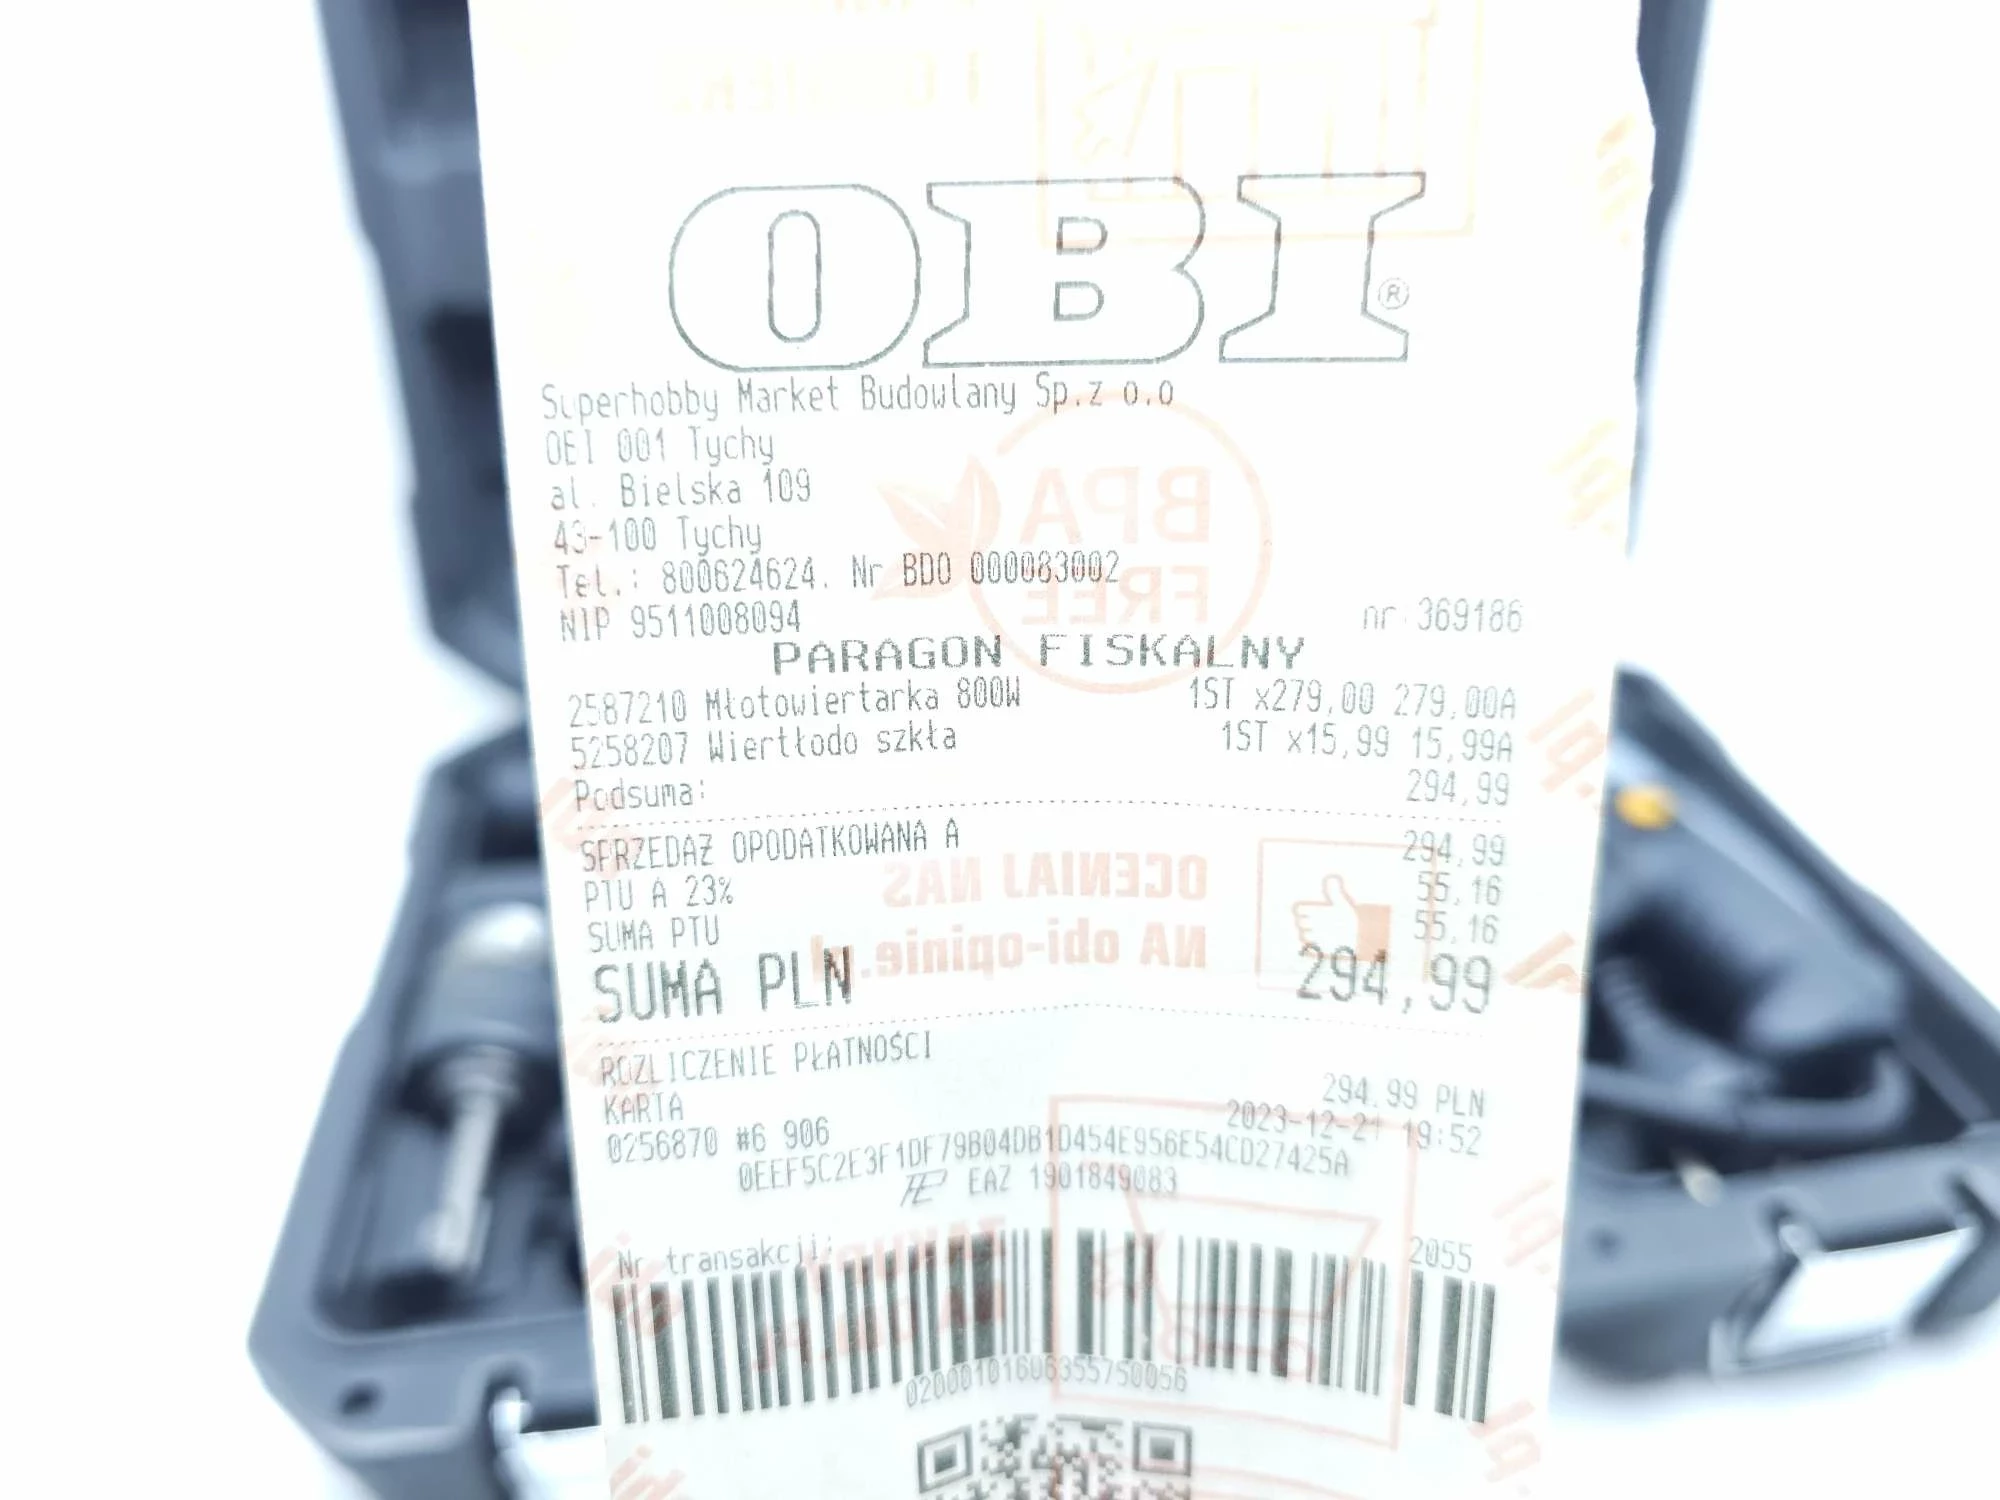 OBI®
Superhobby Market Budowlany Sp.z o.o
OBI 001 Tychy
al. Bielska 109
43-100 Tychy
Tel.: 800624624. Nr BDO 000083002
NIP 9511008094 nr:369186
PARAGON FISKALNY
2587210 Młotowiertarka 800W 1ST x279,00 279,00A
5258207 Wiertłodo szkła 1ST x15,99 15,99A
Podsuma: 294,99
SPRZEDAŻ OPODATKOWANA A 294,99
PTU A 23% 55,16
SUMA PTU 55,16
SUMA PLN 294,99
ROZLICZENIE PŁATNOŚCI
KARTA 294.99 PLN
0256870 #6 906 2023-12-21 19:52
0EEF5C2E3F1DF79B04DB1D454E956E54CD27425A
EAZ 1901849083
Nr transakcji: 2055
BPA
FREE
OCENIAJ NAS
NA obi-opinie.pl